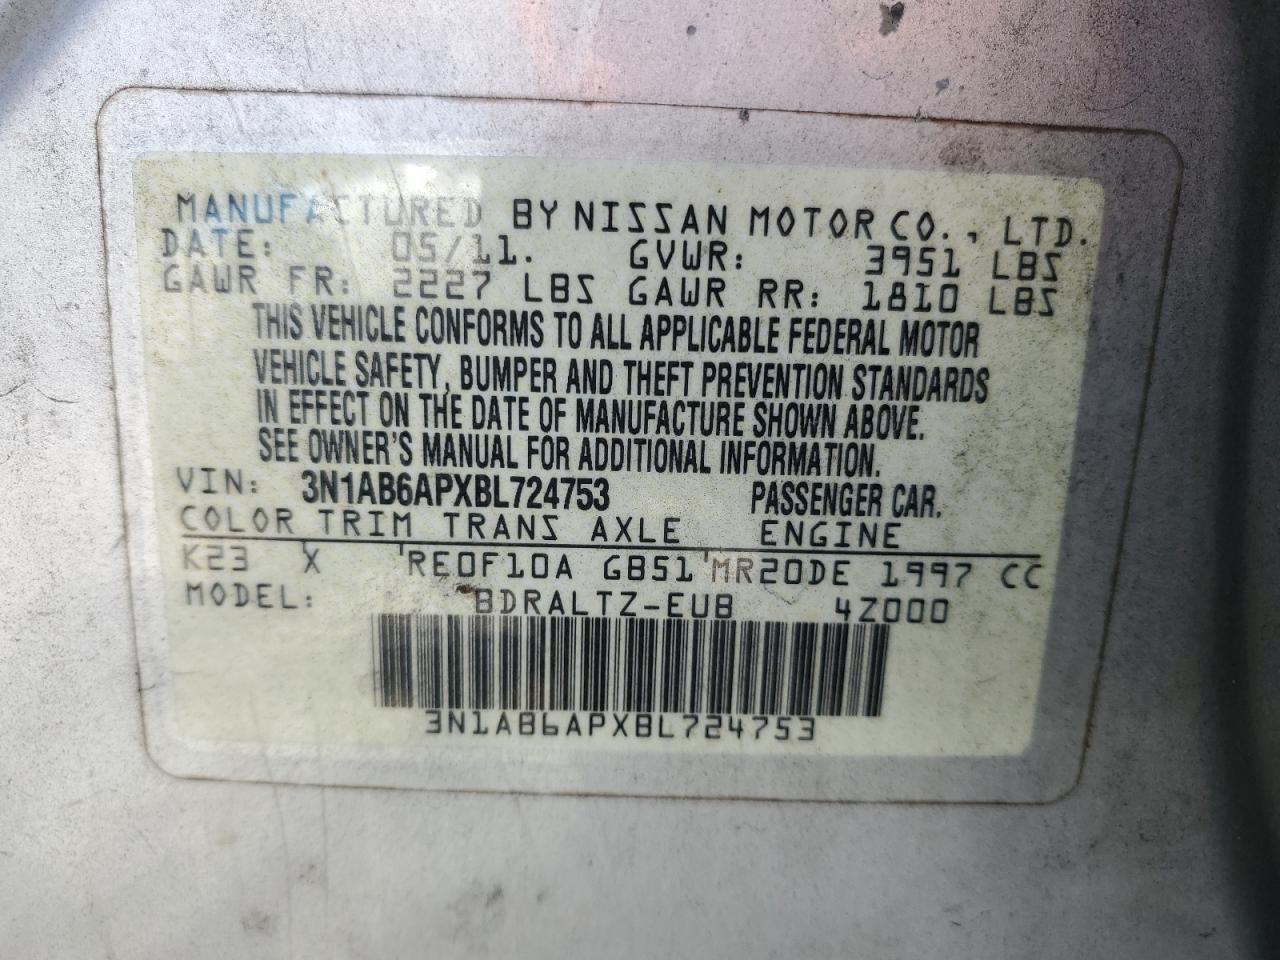 MANUFACTURED BY NISSAN MOTOR CO., LTD.
DATE: 05/11. GVWR: 3951 LBS
GAWR FR: 2227 LBS GAWR RR: 1810 LBS
THIS VEHICLE CONFORMS TO ALL APPLICABLE FEDERAL MOTOR
VEHICLE SAFETY, BUMPER AND THEFT PREVENTION STANDARDS
IN EFFECT ON THE DATE OF MANUFACTURE SHOWN ABOVE.
SEE OWNER'S MANUAL FOR ADDITIONAL INFORMATION.
VIN: 3N1AB6APXBL724753 PASSENGER CAR.
COLOR TRIM TRANS AXLE ENGINE
K23 X RE0F10A GB51 MR20DE 1997 CC
MODEL: BDRALTZ-EUB 4Z000
3N1AB6APXBL724753